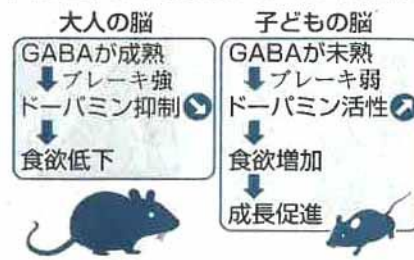 大人の脳
GABAが成熟
ブレーキ強
ドーパミン抑制
食欲低下
子どもの脳
GABAが未熟
ブレーキ弱
ドーパミン活性
食欲増加
成長促進